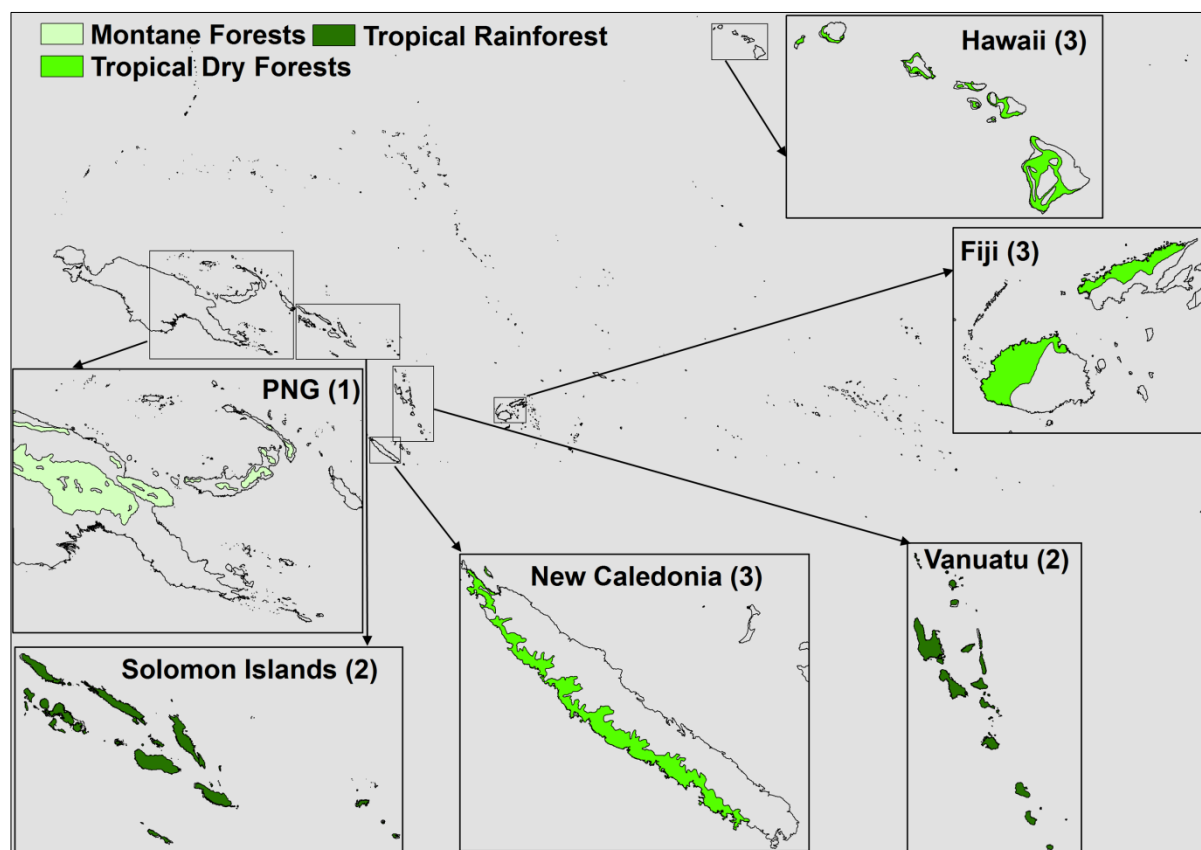 Montane Forests
Tropical Rainforest
Tropical Dry Forests
Hawaii (3)
Fiji (3)
PNG (1)
New Caledonia (3)
Vanuatu (2)
Solomon Islands (2)